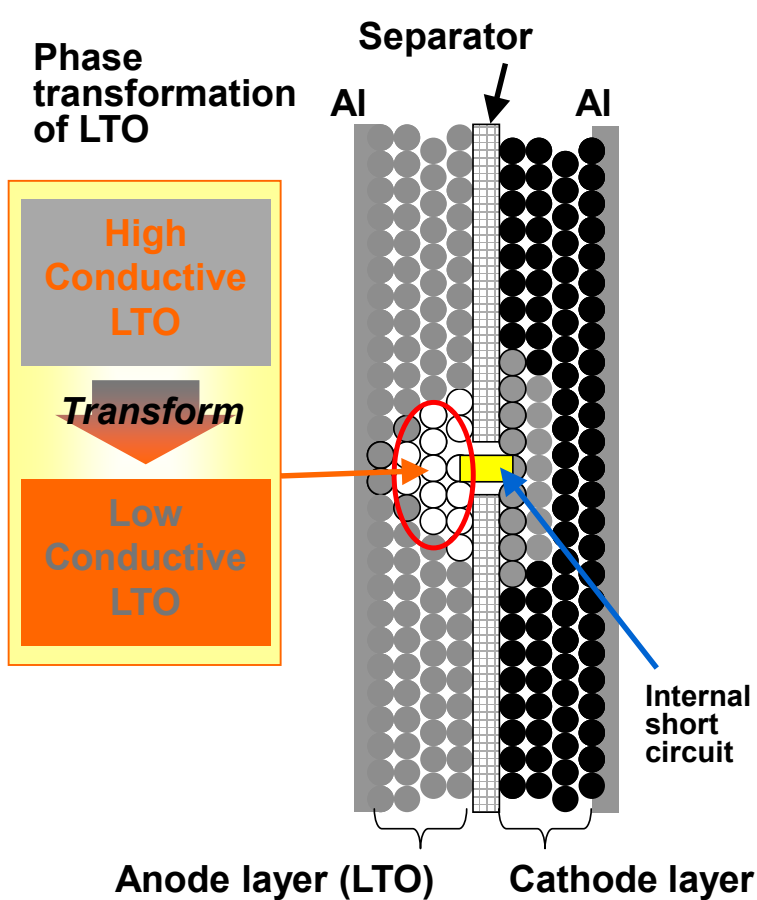 Phase
transformation
of LTO
Separator
Al
Al
High
Conductive
LTO
Transform
Low
Conductive
LTO
Internal
short
circuit
Anode layer (LTO)
Cathode layer